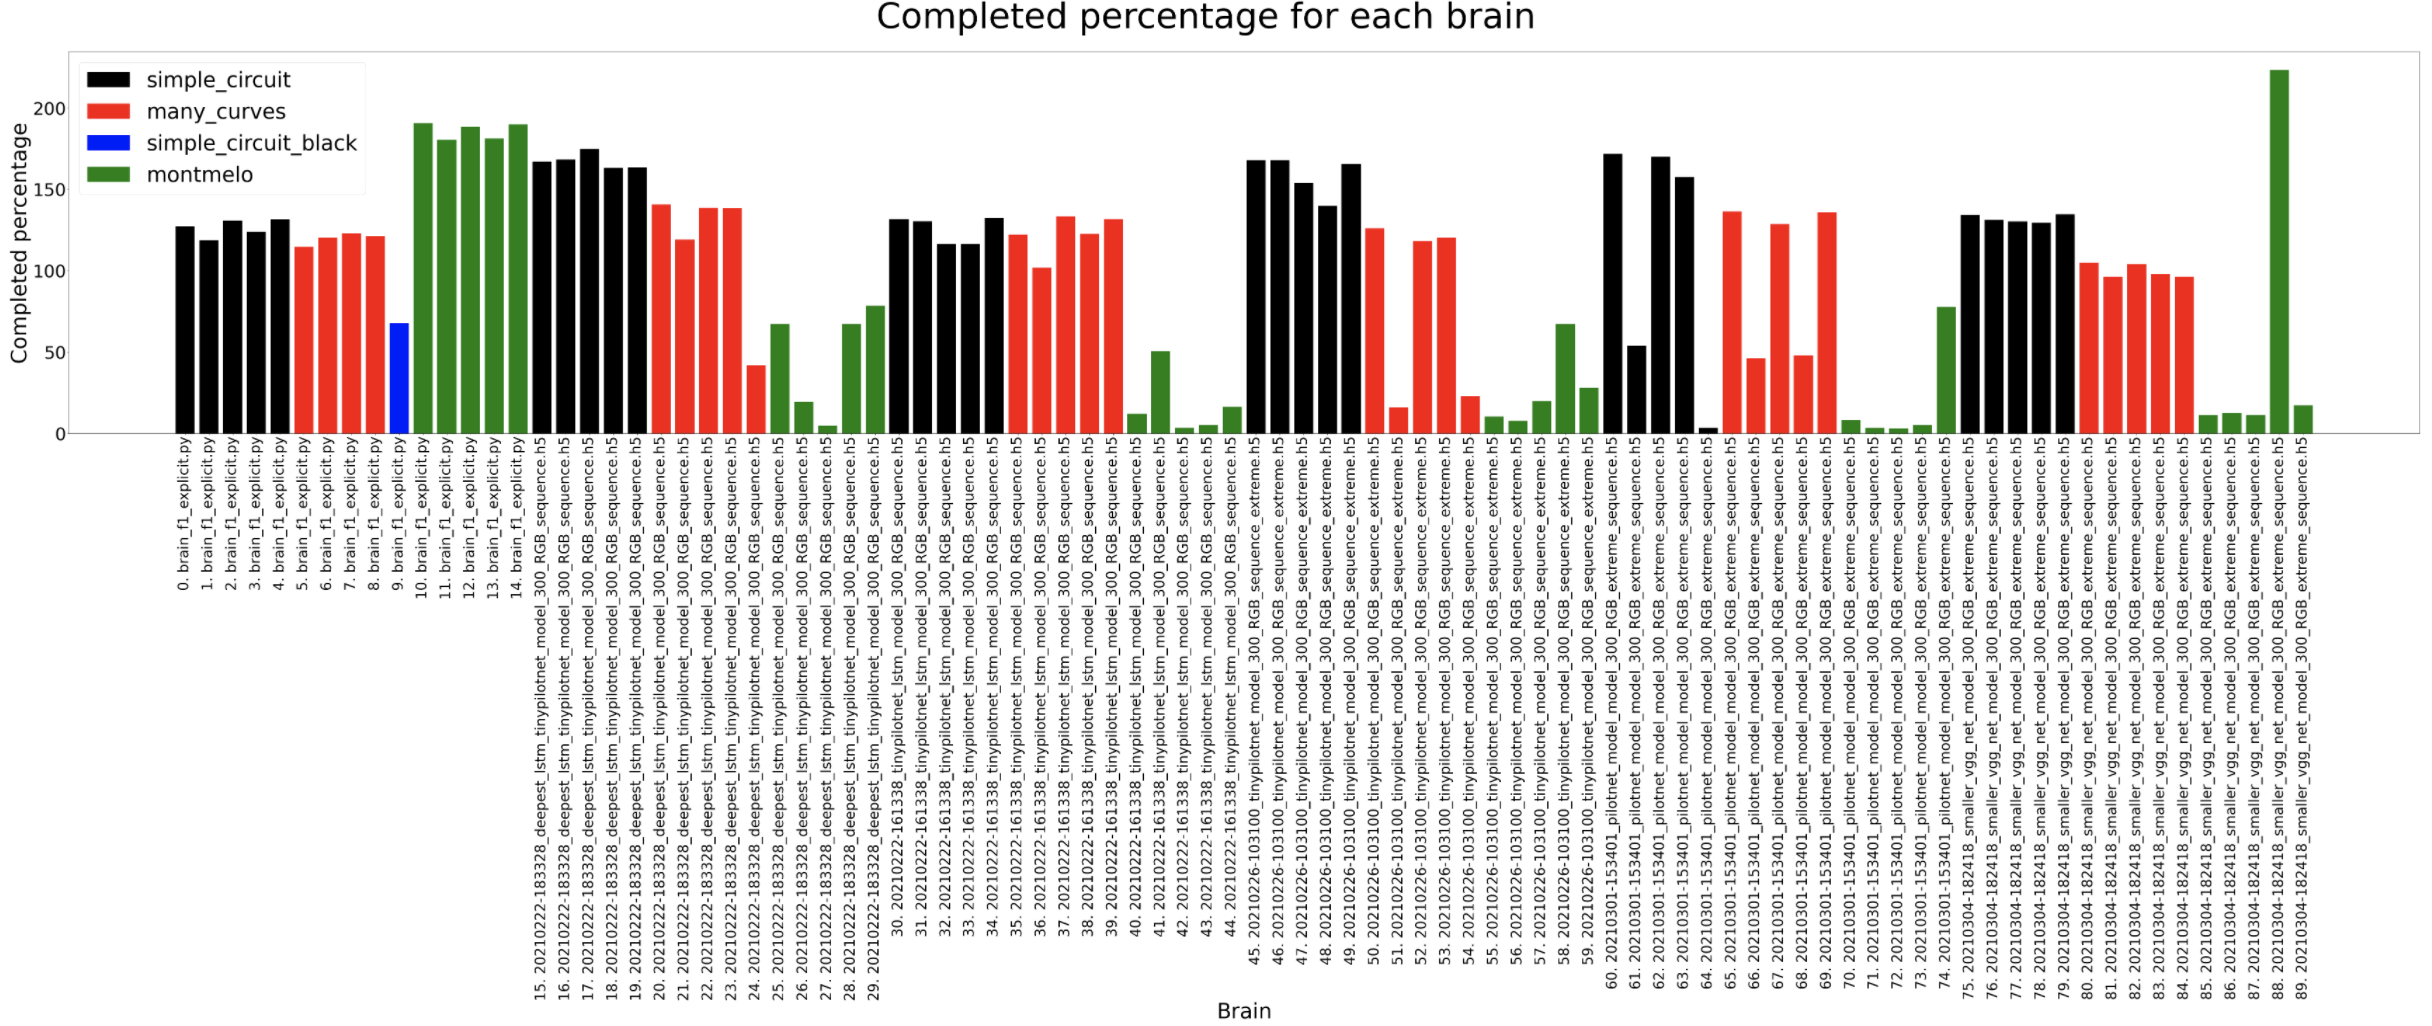 Completed percentage for each brain
simple_circuit
many_curves
simple_circuit_black
montmelo
Completed percentage
200
150
100
50
0
0. brain_f1_explicit.py
1. brain_f1_explicit.py
2. brain_f1_explicit.py
3. brain_f1_explicit.py
4. brain_f1_explicit.py
5. brain_f1_explicit.py
6. brain_f1_explicit.py
7. brain_f1_explicit.py
8. brain_f1_explicit.py
9. brain_f1_explicit.py
10. brain_f1_explicit.py
11. brain_f1_explicit.py
12. brain_f1_explicit.py
13. brain_f1_explicit.py
14. brain_f1_explicit.py
15. 20210222-183328_deepest_lstm_tinypilotnet_model_300_RGB_sequence.h5
16. 20210222-183328_deepest_lstm_tinypilotnet_model_300_RGB_sequence.h5
17. 20210222-183328_deepest_lstm_tinypilotnet_model_300_RGB_sequence.h5
18. 20210222-183328_deepest_lstm_tinypilotnet_model_300_RGB_sequence.h5
19. 20210222-183328_deepest_lstm_tinypilotnet_model_300_RGB_sequence.h5
20. 20210222-183328_deepest_lstm_tinypilotnet_model_300_RGB_sequence.h5
21. 20210222-183328_deepest_lstm_tinypilotnet_model_300_RGB_sequence.h5
22. 20210222-183328_deepest_lstm_tinypilotnet_model_300_RGB_sequence.h5
23. 20210222-183328_deepest_lstm_tinypilotnet_model_300_RGB_sequence.h5
24. 20210222-183328_deepest_lstm_tinypilotnet_model_300_RGB_sequence.h5
25. 20210222-183328_deepest_lstm_tinypilotnet_model_300_RGB_sequence.h5
26. 20210222-183328_deepest_lstm_tinypilotnet_model_300_RGB_sequence.h5
27. 20210222-183328_deepest_lstm_tinypilotnet_model_300_RGB_sequence.h5
28. 20210222-183328_deepest_lstm_tinypilotnet_model_300_RGB_sequence.h5
29. 20210222-183328_deepest_lstm_tinypilotnet_model_300_RGB_sequence.h5
30. 20210222-161338_tinypilotnet_lstm_model_300_RGB_sequence.h5
31. 20210222-161338_tinypilotnet_lstm_model_300_RGB_sequence.h5
32. 20210222-161338_tinypilotnet_lstm_model_300_RGB_sequence.h5
33. 20210222-161338_tinypilotnet_lstm_model_300_RGB_sequence.h5
34. 20210222-161338_tinypilotnet_lstm_model_300_RGB_sequence.h5
35. 20210222-161338_tinypilotnet_lstm_model_300_RGB_sequence.h5
36. 20210222-161338_tinypilotnet_lstm_model_300_RGB_sequence.h5
37. 20210222-161338_tinypilotnet_lstm_model_300_RGB_sequence.h5
38. 20210222-161338_tinypilotnet_lstm_model_300_RGB_sequence.h5
39. 20210222-161338_tinypilotnet_lstm_model_300_RGB_sequence.h5
40. 20210222-161338_tinypilotnet_lstm_model_300_RGB_sequence.h5
41. 20210222-161338_tinypilotnet_lstm_model_300_RGB_sequence.h5
42. 20210222-161338_tinypilotnet_lstm_model_300_RGB_sequence.h5
43. 20210222-161338_tinypilotnet_lstm_model_300_RGB_sequence.h5
44. 20210222-161338_tinypilotnet_lstm_model_300_RGB_sequence.h5
45. 20210226-103100_tinypilotnet_model_300_RGB_sequence_extreme.h5
46. 20210226-103100_tinypilotnet_model_300_RGB_sequence_extreme.h5
47. 20210226-103100_tinypilotnet_model_300_RGB_sequence_extreme.h5
48. 20210226-103100_tinypilotnet_model_300_RGB_sequence_extreme.h5
49. 20210226-103100_tinypilotnet_model_300_RGB_sequence_extreme.h5
50. 20210226-103100_tinypilotnet_model_300_RGB_sequence_extreme.h5
51. 20210226-103100_tinypilotnet_model_300_RGB_sequence_extreme.h5
52. 20210226-103100_tinypilotnet_model_300_RGB_sequence_extreme.h5
53. 20210226-103100_tinypilotnet_model_300_RGB_sequence_extreme.h5
54. 20210226-103100_tinypilotnet_model_300_RGB_sequence_extreme.h5
55. 20210226-103100_tinypilotnet_model_300_RGB_sequence_extreme.h5
56. 20210226-103100_tinypilotnet_model_300_RGB_sequence_extreme.h5
57. 20210226-103100_tinypilotnet_model_300_RGB_sequence_extreme.h5
58. 20210226-103100_tinypilotnet_model_300_RGB_sequence_extreme.h5
59. 20210226-103100_tinypilotnet_model_300_RGB_sequence_extreme.h5
60. 20210301-153401_pilotnet_model_300_RGB_extreme_sequence.h5
61. 20210301-153401_pilotnet_model_300_RGB_extreme_sequence.h5
62. 20210301-153401_pilotnet_model_300_RGB_extreme_sequence.h5
63. 20210301-153401_pilotnet_model_300_RGB_extreme_sequence.h5
64. 20210301-153401_pilotnet_model_300_RGB_extreme_sequence.h5
65. 20210301-153401_pilotnet_model_300_RGB_extreme_sequence.h5
66. 20210301-153401_pilotnet_model_300_RGB_extreme_sequence.h5
67. 20210301-153401_pilotnet_model_300_RGB_extreme_sequence.h5
68. 20210301-153401_pilotnet_model_300_RGB_extreme_sequence.h5
69. 20210301-153401_pilotnet_model_300_RGB_extreme_sequence.h5
70. 20210301-153401_pilotnet_model_300_RGB_extreme_sequence.h5
71. 20210301-153401_pilotnet_model_300_RGB_extreme_sequence.h5
72. 20210301-153401_pilotnet_model_300_RGB_extreme_sequence.h5
73. 20210301-153401_pilotnet_model_300_RGB_extreme_sequence.h5
74. 20210301-153401_pilotnet_model_300_RGB_extreme_sequence.h5
75. 20210304-182418_smaller_vgg_net_model_300_RGB_extreme_sequence.h5
76. 20210304-182418_smaller_vgg_net_model_300_RGB_extreme_sequence.h5
77. 20210304-182418_smaller_vgg_net_model_300_RGB_extreme_sequence.h5
78. 20210304-182418_smaller_vgg_net_model_300_RGB_extreme_sequence.h5
79. 20210304-182418_smaller_vgg_net_model_300_RGB_extreme_sequence.h5
80. 20210304-182418_smaller_vgg_net_model_300_RGB_extreme_sequence.h5
81. 20210304-182418_smaller_vgg_net_model_300_RGB_extreme_sequence.h5
82. 20210304-182418_smaller_vgg_net_model_300_RGB_extreme_sequence.h5
83. 20210304-182418_smaller_vgg_net_model_300_RGB_extreme_sequence.h5
84. 20210304-182418_smaller_vgg_net_model_300_RGB_extreme_sequence.h5
85. 20210304-182418_smaller_vgg_net_model_300_RGB_extreme_sequence.h5
86. 20210304-182418_smaller_vgg_net_model_300_RGB_extreme_sequence.h5
87. 20210304-182418_smaller_vgg_net_model_300_RGB_extreme_sequence.h5
88. 20210304-182418_smaller_vgg_net_model_300_RGB_extreme_sequence.h5
89. 20210304-182418_smaller_vgg_net_model_300_RGB_extreme_sequence.h5
Brain